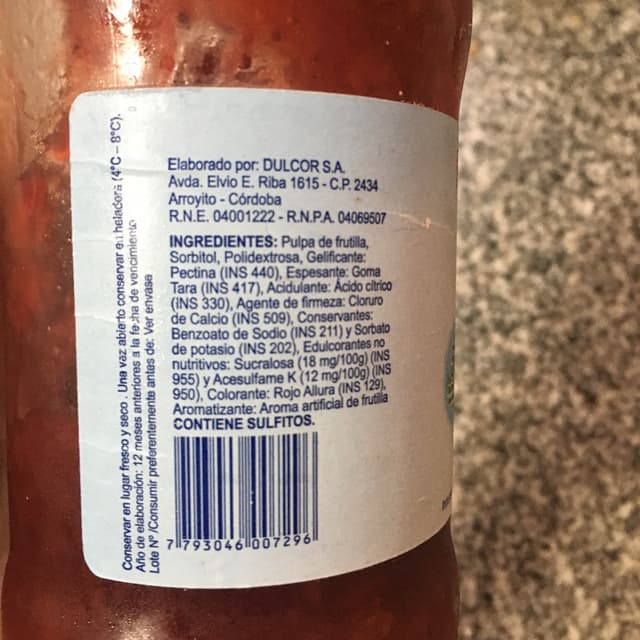 Elaborado por: DULCOR S.A.
Avda. Elvio E. Riba 1615 - C.P. 2434
Arroyito - Córdoba
R.N.E. 04001222 - R.N.P.A. 04069507
INGREDIENTES: Pulpa de frutilla,
Sorbitol, Polidextrosa, Gelificante:
Pectina (INS 440), Espesante: Goma
Tara (INS 417), Acidulante: Ácido cítrico
(INS 330), Agente de firmeza: Cloruro
de Calcio (INS 509), Conservantes:
Benzoato de Sodio (INS 211) y Sorbato
de potasio (INS 202), Edulcorantes no
nutritivos: Sucralosa (18 mg/100g) (INS
955) y Acesulfame K (12 mg/100g) (INS
950), Colorante: Rojo Allura (INS 129),
Aromatizante: Aroma artificial de frutilla
CONTIENE SULFITOS.
7 793046 007296
Conservar en lugar fresco y seco. Una vez abierto conservar en heladera (4°C - 8°C).
Año de elaboración: 12 meses anteriores a la fecha de vencimiento
Lote Nº/Consumir preferentemente antes de: Ver envase